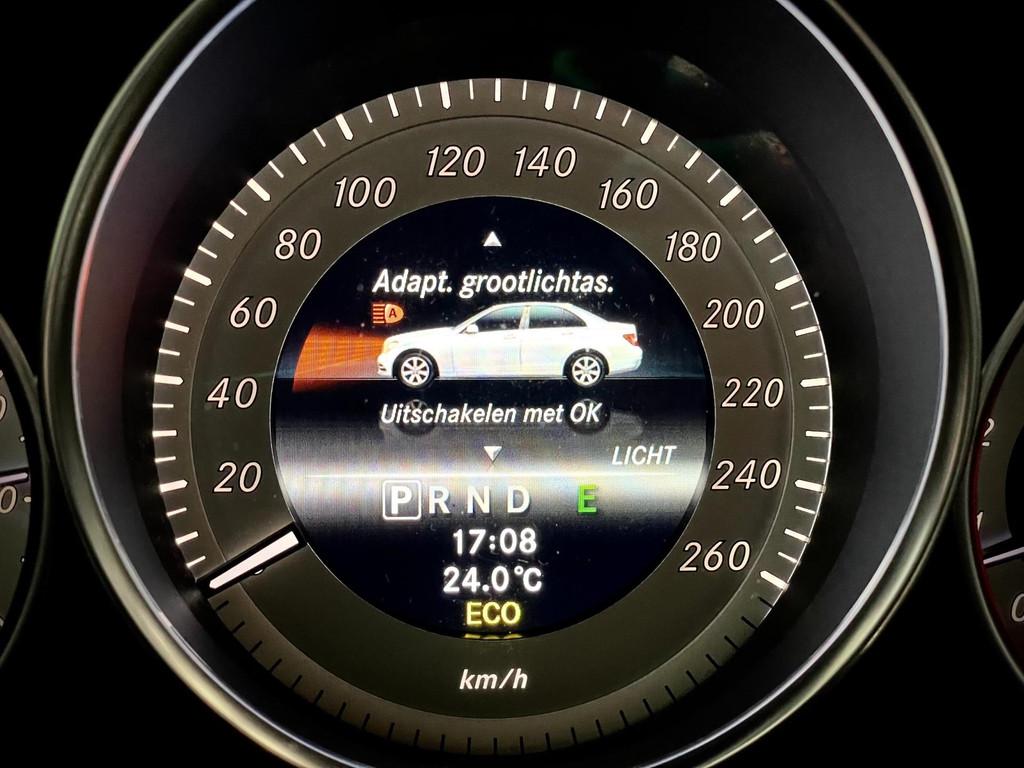 120 140
100 160
80 180
Adapt. grootlichtas.
A
60 200
40 220
Uitschakelen met OK
LICHT
20 240
P R N D E
17:08
24.0°C
260
ECO
km/h